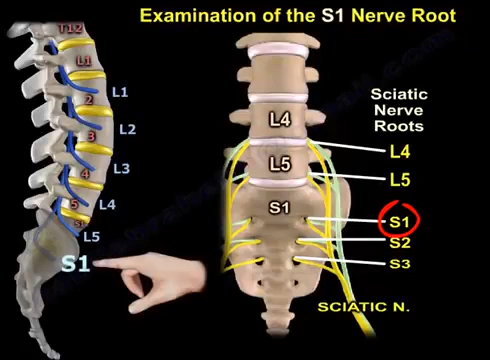 Examination of the S1 Nerve Root
T12
L1
2
3
4
5
S1
L1
L2
L3
L4
L5
S1
L4
L5
S1
Sciatic
Nerve
Roots
L4
L5
S1
S2
S3
SCIATIC N.